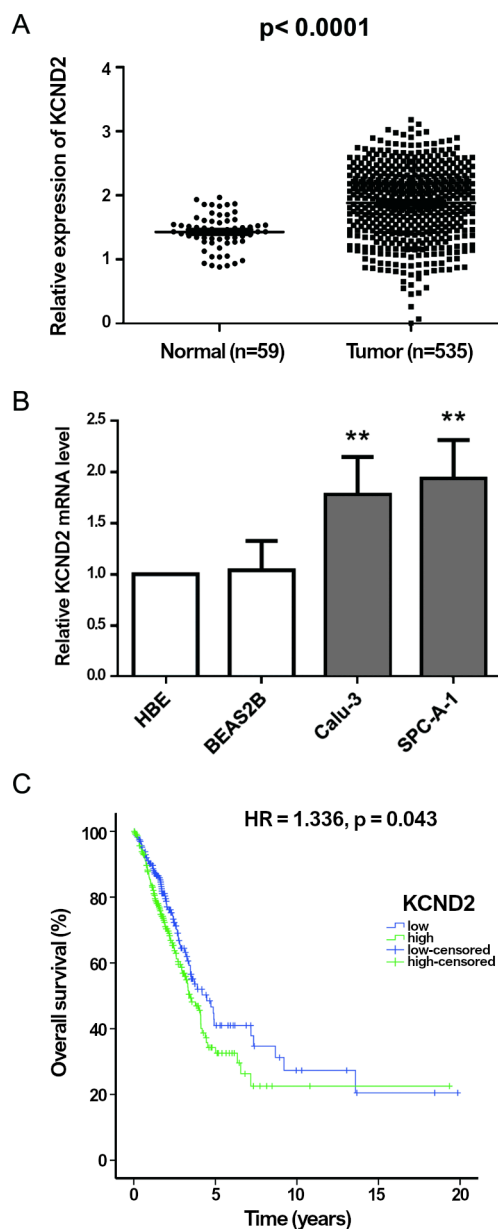 A
p< 0.0001
Relative expression of KCND2
4
3
2
1
0
Normal (n=59)
Tumor (n=535)
B
Relative KCND2 mRNA level
2.5
2.0
1.5
1.0
0.5
0.0
**
**
HBE
BEAS2B
Calu-3
SPC-A-1
C
HR = 1.336, p = 0.043
KCND2
low
high
low-censored
high-censored
Overall survival (%)
100
80
60
40
20
0
0
5
10
15
20
Time (years)